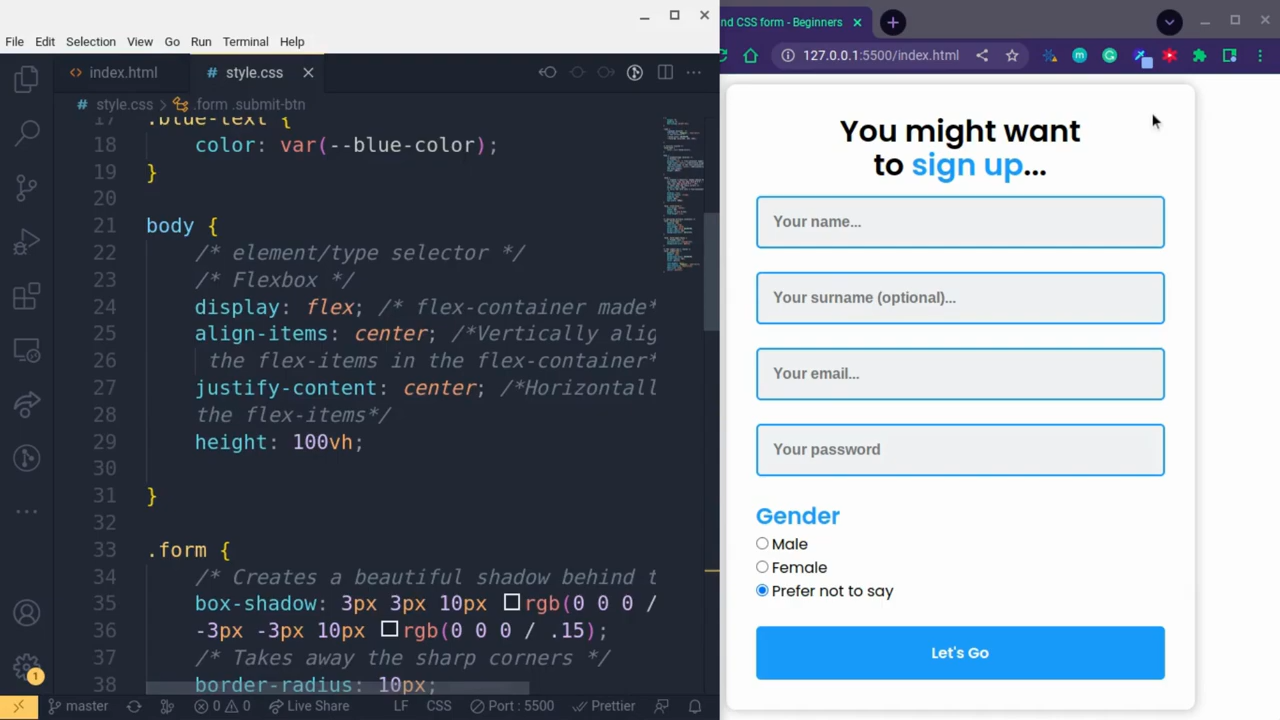 File Edit Selection View Go Run Terminal Help
index.html
# style.css
# style.css > .form .submit-btn
17 .blue-text {
18 color: var(--blue-color);
19 }
20
21 body {
22 /* element/type selector */
23 /* Flexbox */
24 display: flex; /* flex-container made*
25 align-items: center; /*Vertically alig
26 the flex-items in the flex-container*
27 justify-content: center; /*Horizontall
28 the flex-items*/
29 height: 100vh;
30
31 }
32
33 .form {
34 /* Creates a beautiful shadow behind t
35 box-shadow: 3px 3px 10px rgb(0 0 0 /
36 -3px -3px 10px rgb(0 0 0 / .15);
37 /* Takes away the sharp corners */
38 border-radius: 10px;
1
master 0 0 Live Share LF CSS Port : 5500 Prettier
nd CSS form - Beginners
127.0.0.1:5500/index.html
You might want
to sign up...
Your name...
Your surname (optional)...
Your email...
Your password
Gender
Male
Female
Prefer not to say
Let's Go